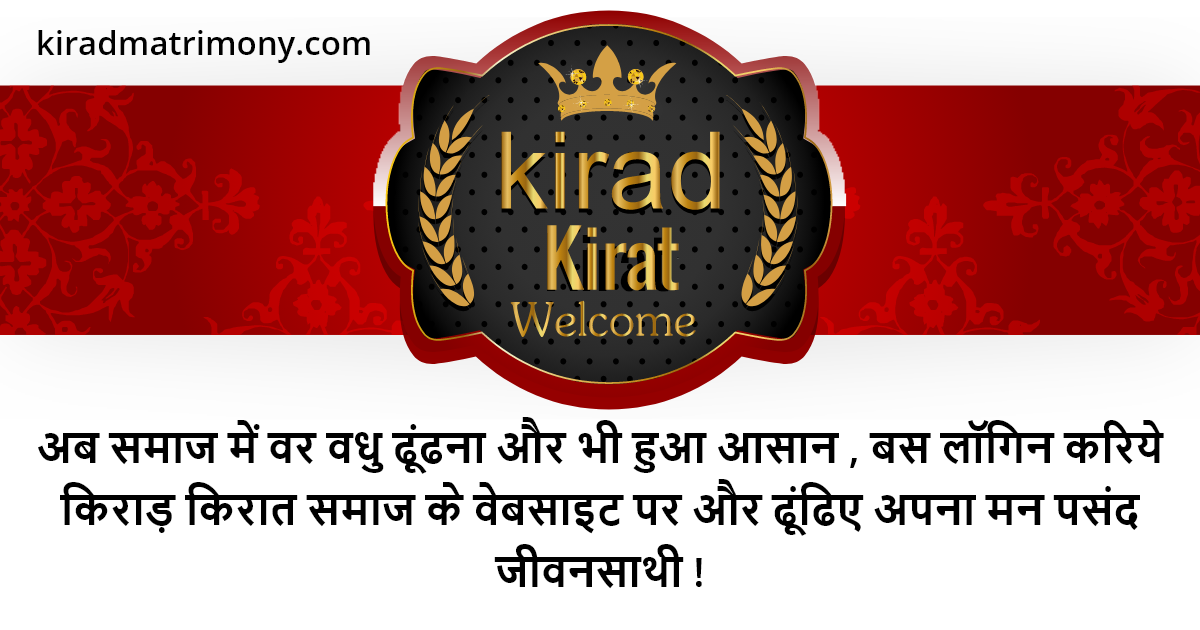 kiradmatrimony.com
kirad
Kirat
Welcome
अब समाज में वर वधु ढूंढना और भी हुआ आसान , बस लॉगिन करिये
किराड़ किरात समाज के वेबसाइट पर और ढूंढिए अपना मन पसंद
जीवनसाथी !